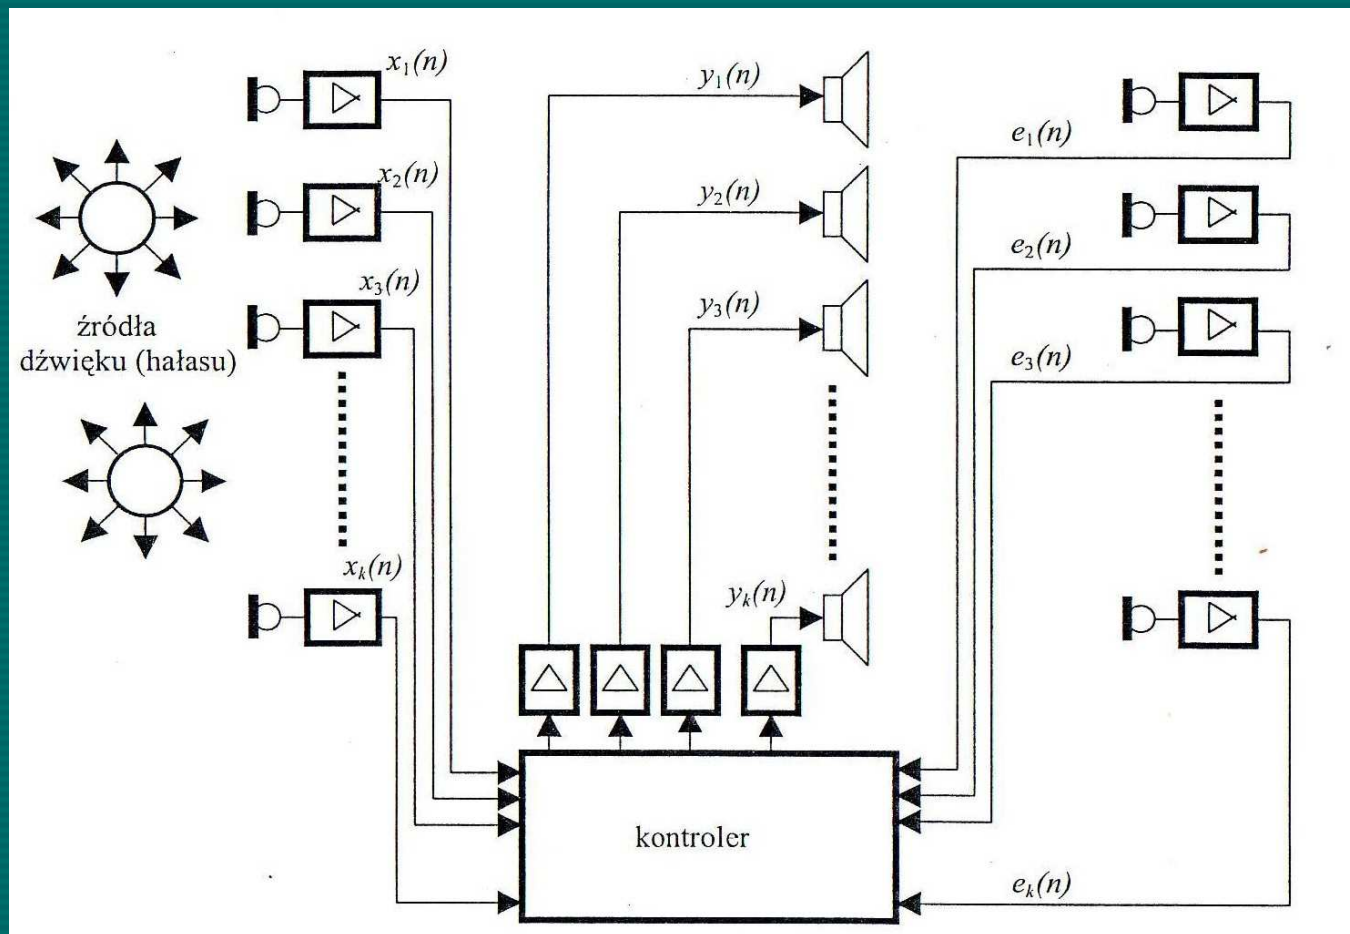 x₁(n)
x₂(n)
x₃(n)
xₖ(n)
źródła
dźwięku (hałasu)
y₁(n)
y₂(n)
y₃(n)
yₖ(n)
e₁(n)
e₂(n)
e₃(n)
eₖ(n)
kontroler